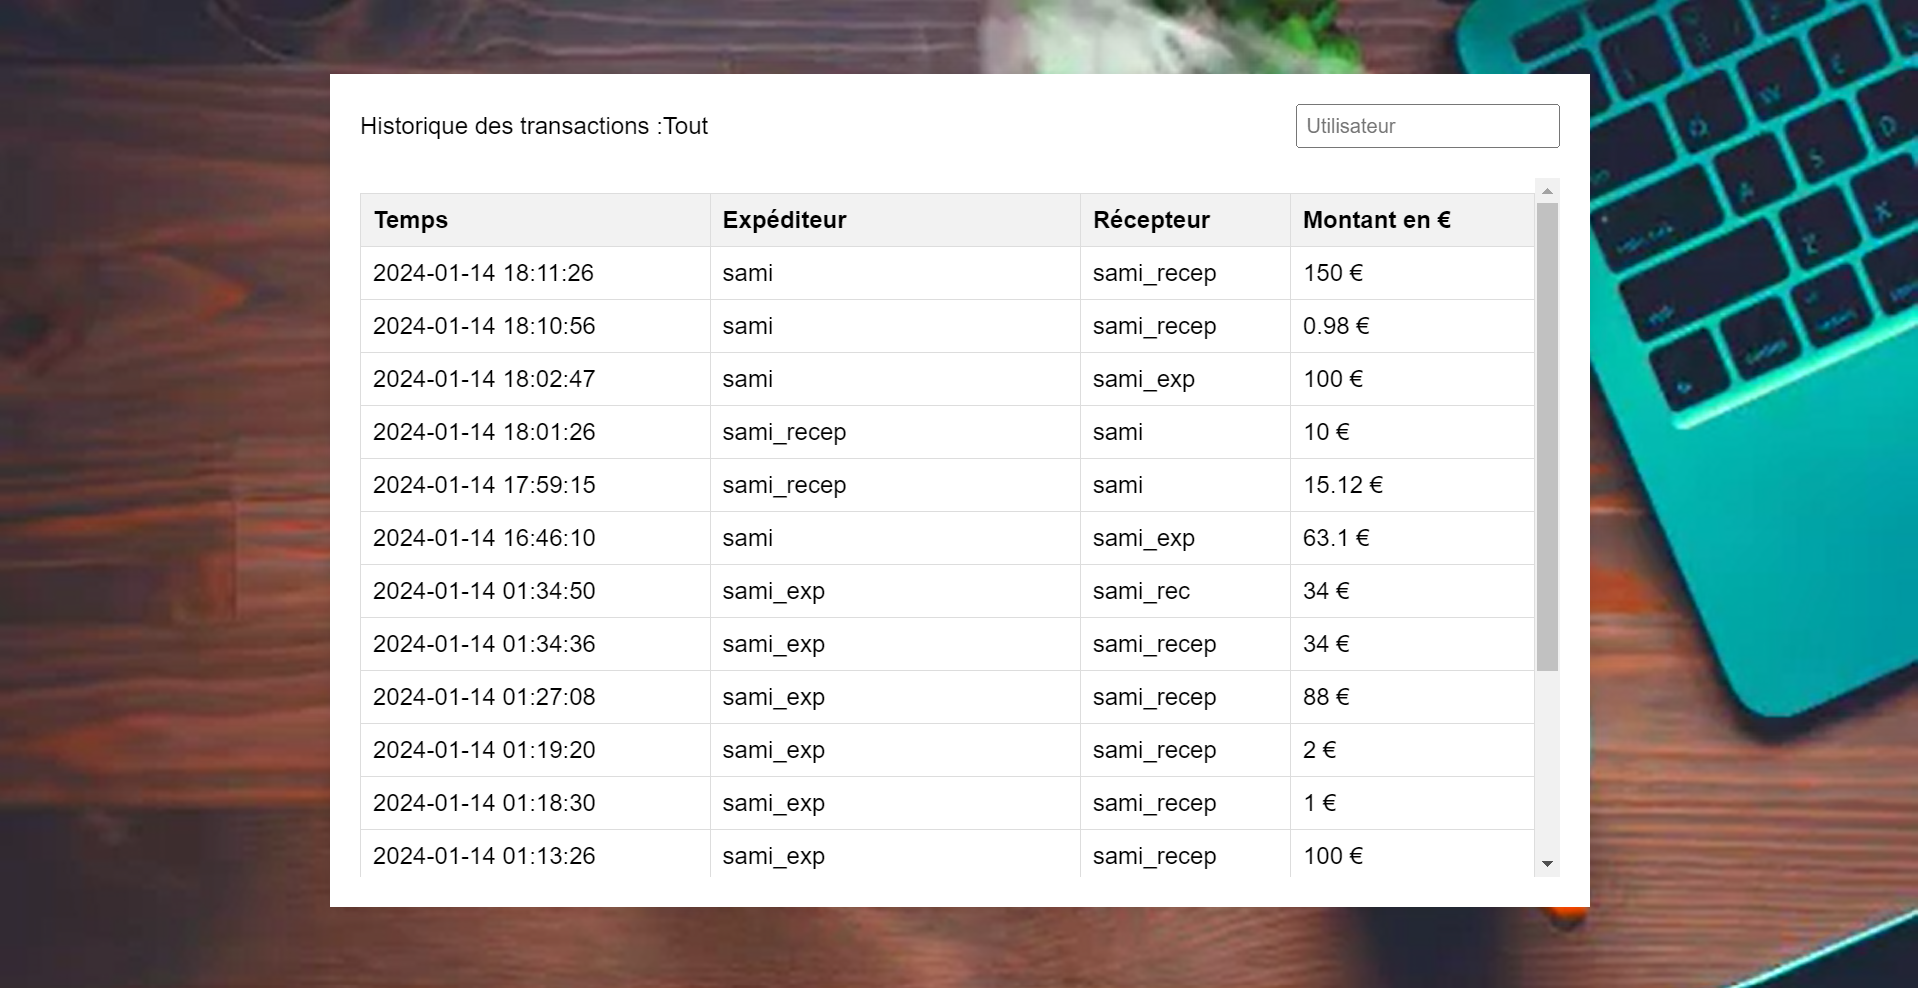 Historique des transactions :Tout
Utilisateur
Temps Expéditeur Récepteur Montant en €
2024-01-14 18:11:26 sami sami_recep 150 €
2024-01-14 18:10:56 sami sami_recep 0.98 €
2024-01-14 18:02:47 sami sami_exp 100 €
2024-01-14 18:01:26 sami_recep sami 10 €
2024-01-14 17:59:15 sami_recep sami 15.12 €
2024-01-14 16:46:10 sami sami_exp 63.1 €
2024-01-14 01:34:50 sami_exp sami_rec 34 €
2024-01-14 01:34:36 sami_exp sami_recep 34 €
2024-01-14 01:27:08 sami_exp sami_recep 88 €
2024-01-14 01:19:20 sami_exp sami_recep 2 €
2024-01-14 01:18:30 sami_exp sami_recep 1 €
2024-01-14 01:13:26 sami_exp sami_recep 100 €